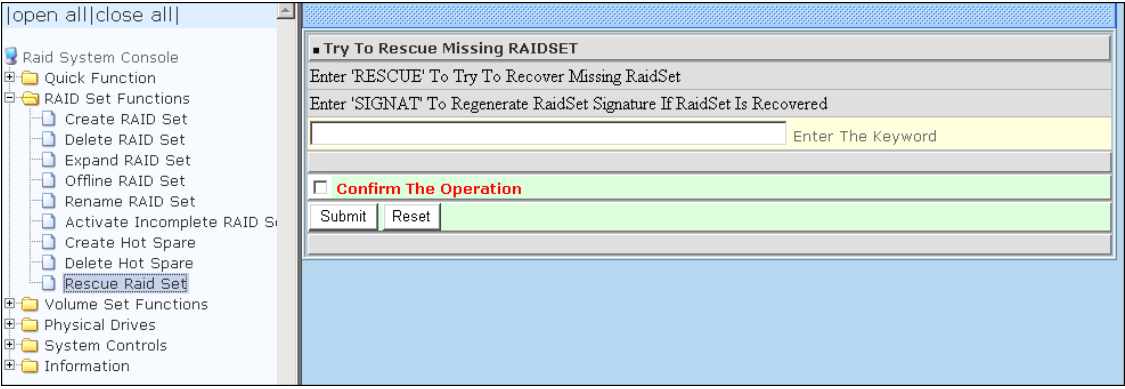 |open all|close all|
Raid System Console
Quick Function
RAID Set Functions
Create RAID Set
Delete RAID Set
Expand RAID Set
Offline RAID Set
Rename RAID Set
Activate Incomplete RAID S
Create Hot Spare
Delete Hot Spare
Rescue Raid Set
Volume Set Functions
Physical Drives
System Controls
Information
Try To Rescue Missing RAIDSET
Enter 'RESCUE' To Try To Recover Missing RaidSet
Enter 'SIGNAT' To Regenerate RaidSet Signature If RaidSet Is Recovered
Enter The Keyword
Confirm The Operation
Submit Reset